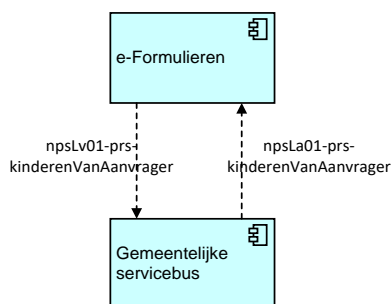 e-Formulieren
npsLv01-prs-
kinderenVanAanvrager
npsLa01-prs-
kinderenVanAanvrager
Gemeentelijke
servicebus